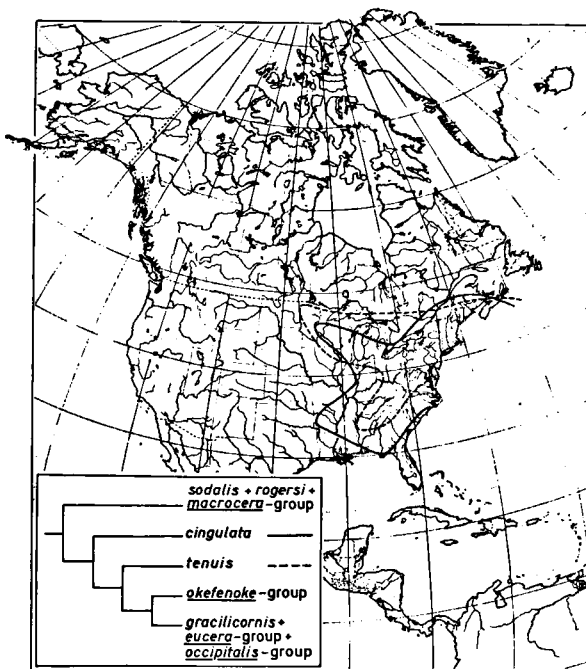 sodalis + rogersi +
macrocera-group
cingulata
tenuis
okefenoke-group
gracilicornis +
eucera-group +
occipitalis-group